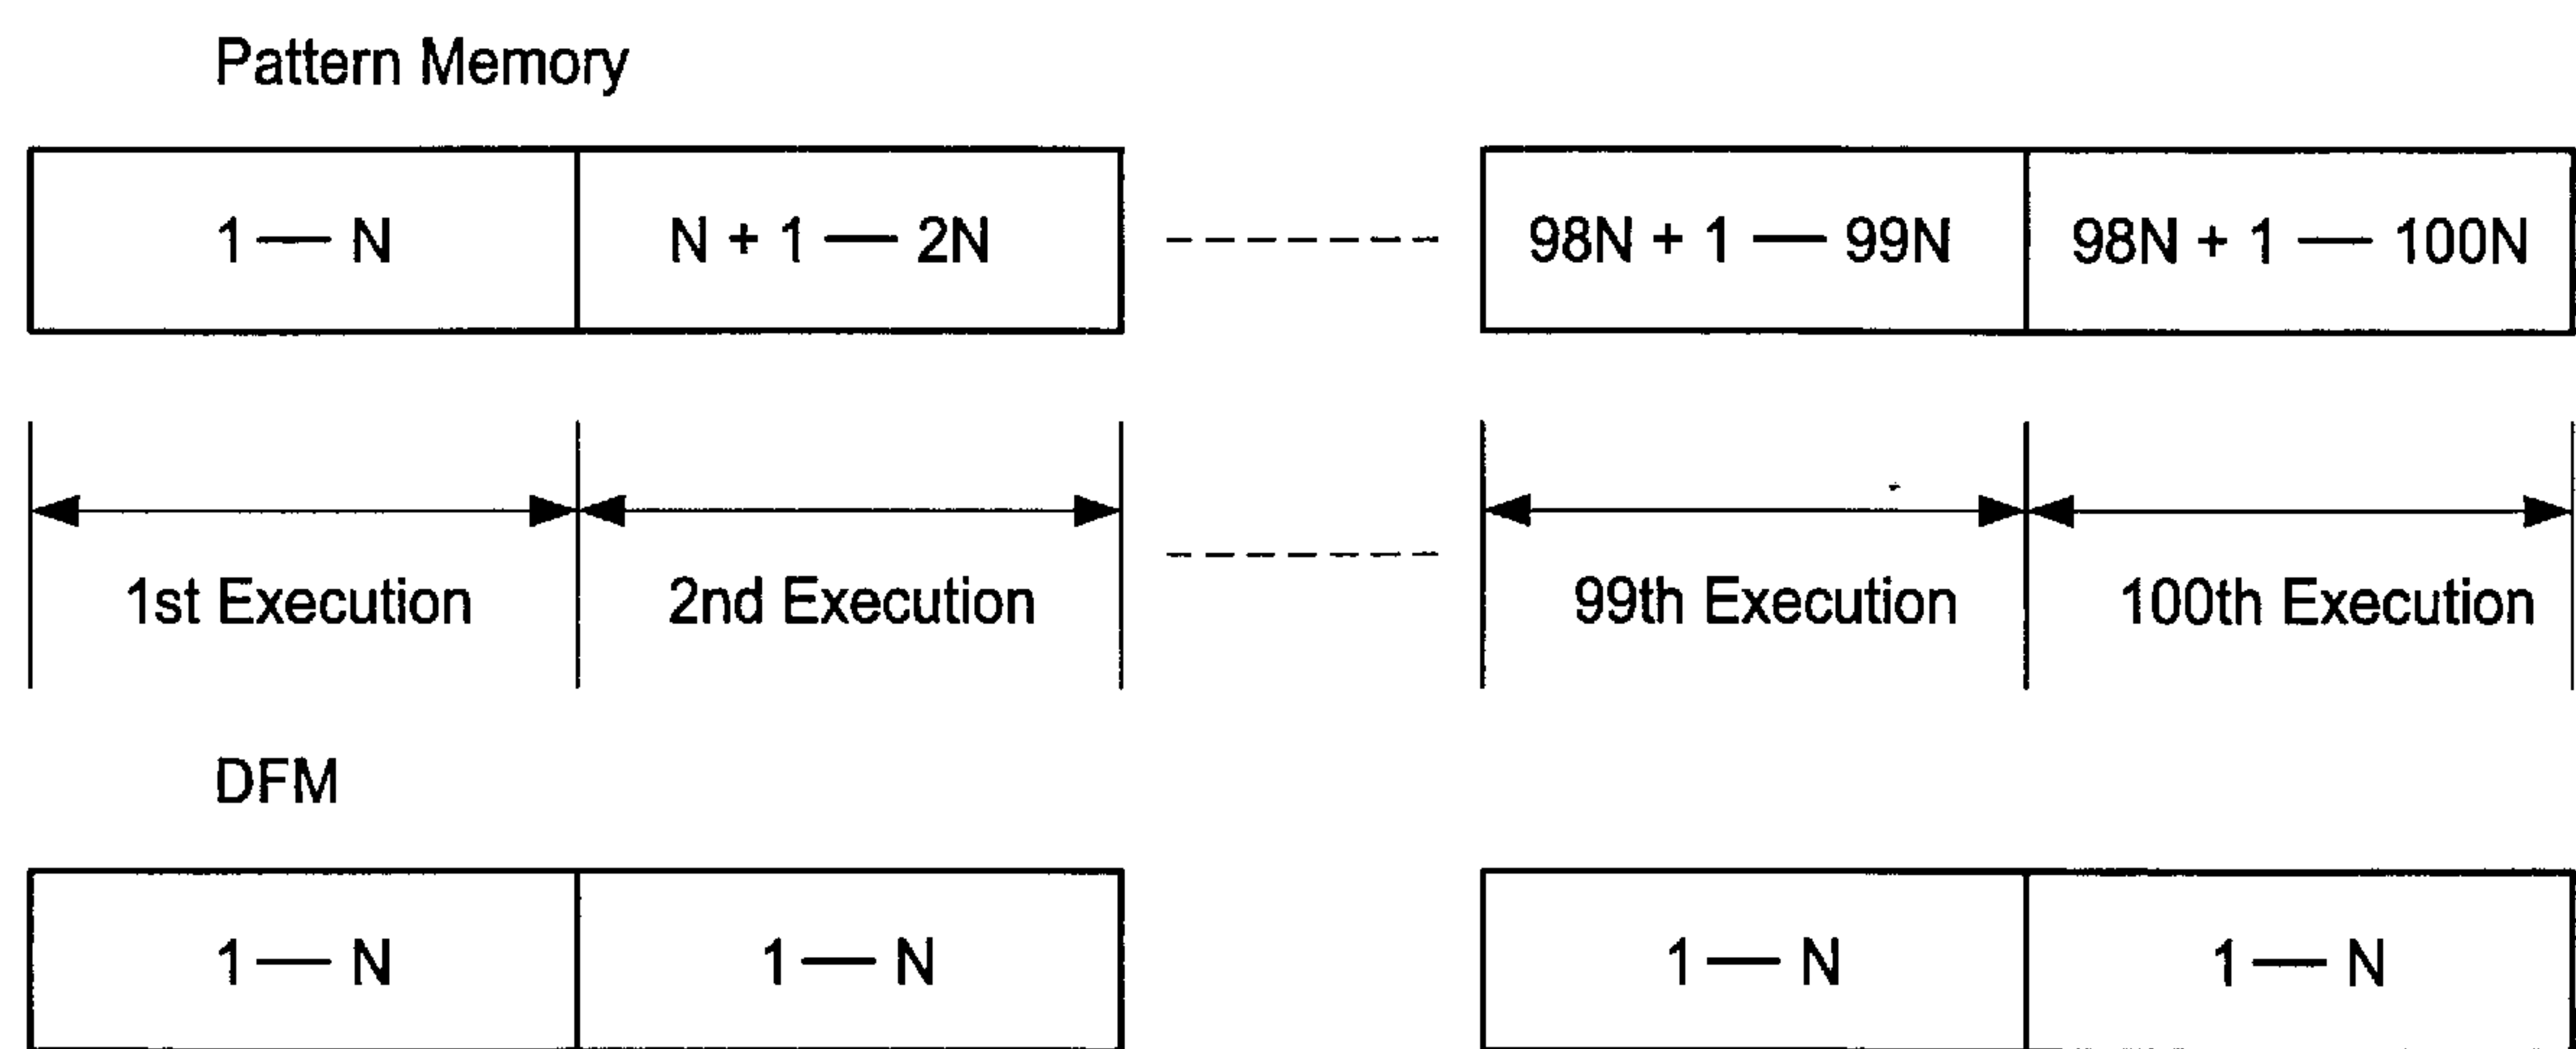 Pattern Memory
1 — N
N + 1 — 2N
98N + 1 — 99N
98N + 1 — 100N
1st Execution
2nd Execution
99th Execution
100th Execution
DFM
1 — N
1 — N
1 — N
1 — N